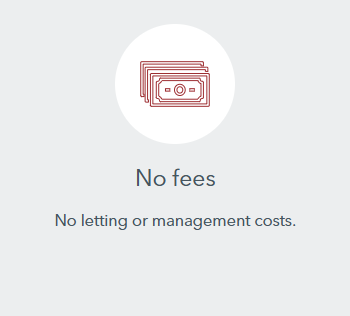 No fees
No letting or management costs.